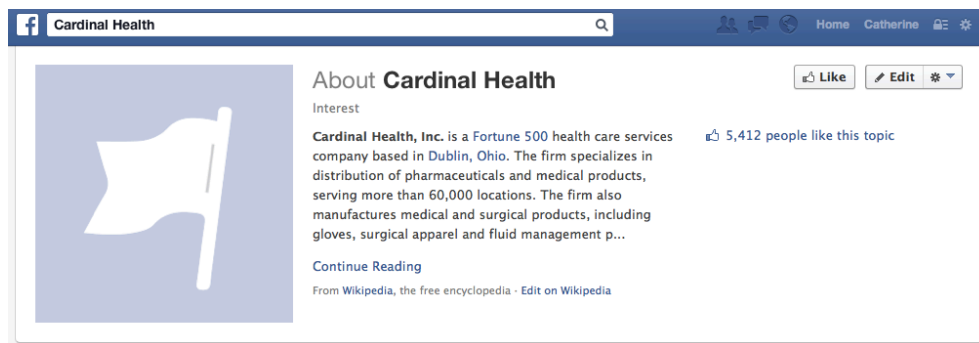 Cardinal Health
Home Catherine
About Cardinal Health
Like
Edit
Interest
Cardinal Health, Inc. is a Fortune 500 health care services
company based in Dublin, Ohio. The firm specializes in
distribution of pharmaceuticals and medical products,
serving more than 60,000 locations. The firm also
manufactures medical and surgical products, including
gloves, surgical apparel and fluid management p...
5,412 people like this topic
Continue Reading
From Wikipedia, the free encyclopedia · Edit on Wikipedia